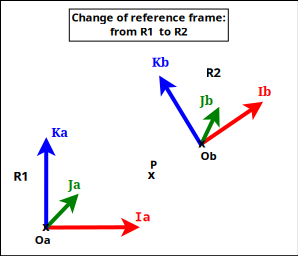 Change of reference frame:
from R1 to R2
Kb
R2
Ib
Jb
Ka
Ob
P
x
R1
Ja
Ia
x
Oa